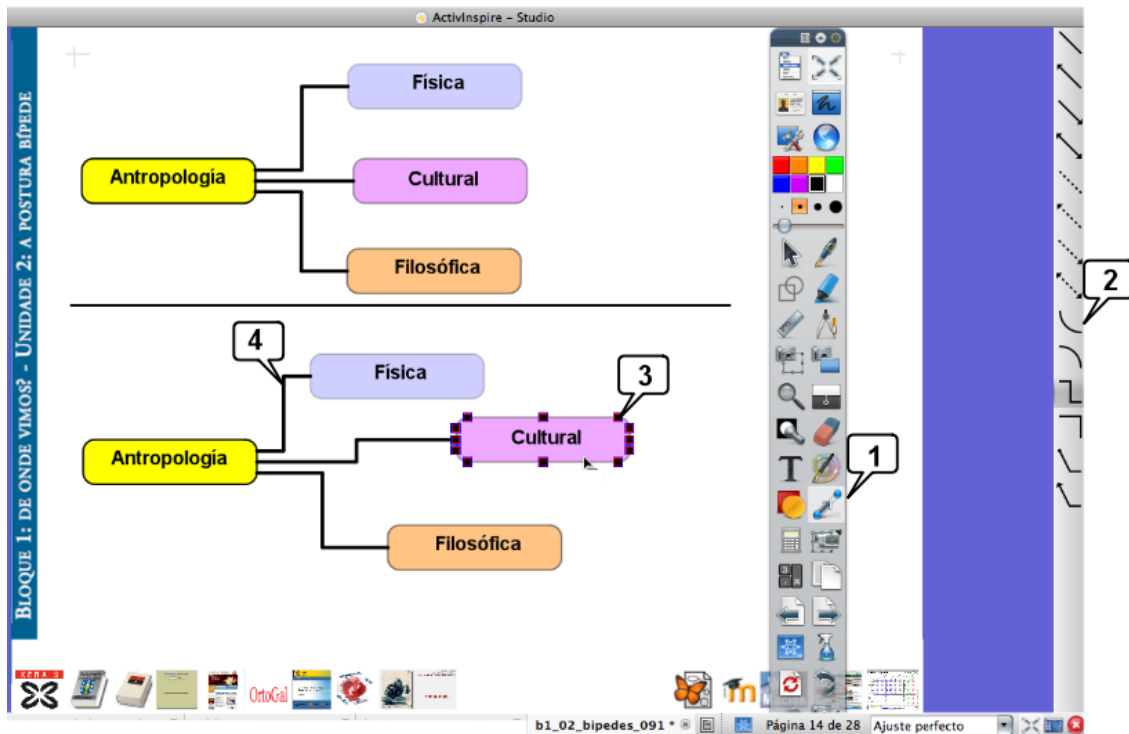 ActivInspire – Studio
BLOQUE 1: DE ONDE VIMOS? - UNIDADE 2: A POSTURA BÍPEDE
Física
Antropología
Cultural
Filosófica
4
Física
3
Cultural
Antropología
Filosófica
2
1
T
XERAIS
OrtoGal
m
b1_02_bipedes_091 *
Página 14 de 28
Ajuste perfecto